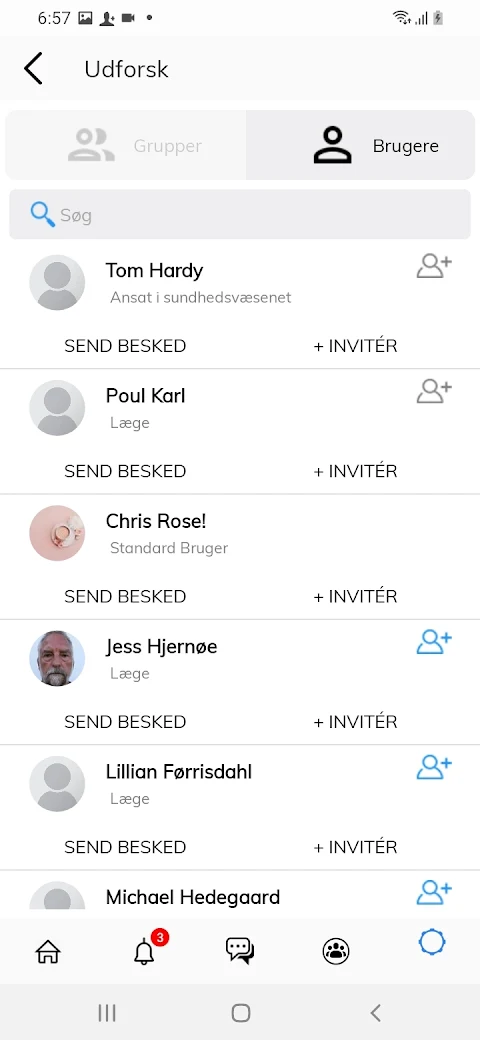 6:57
Udforsk
Grupper
Brugere
Søg
Tom Hardy
Ansat i sundhedsvæsenet
SEND BESKED
+ INVITÉR
Poul Karl
Læge
SEND BESKED
+ INVITÉR
Chris Rose!
Standard Bruger
SEND BESKED
+ INVITÉR
Jess Hjernøe
Læge
SEND BESKED
+ INVITÉR
Lillian Førrisdahl
Læge
SEND BESKED
+ INVITÉR
Michael Hedegaard
3